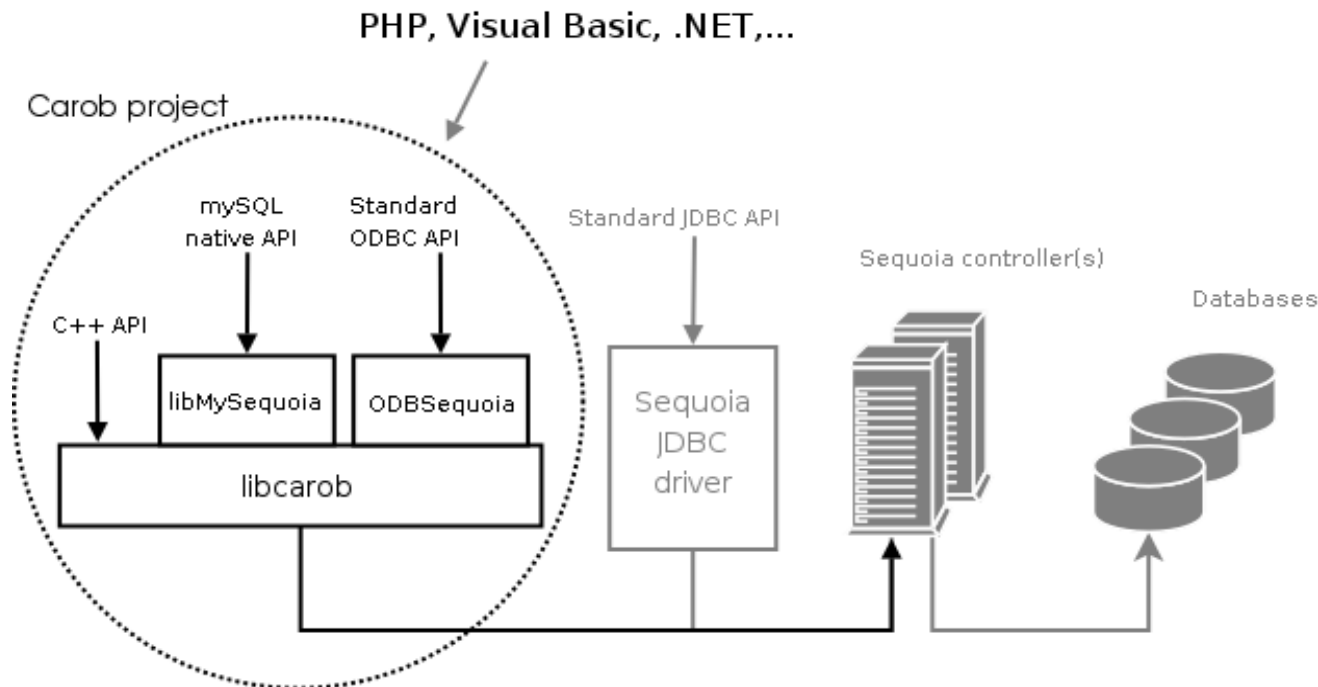 PHP, Visual Basic, .NET,...
Carob project
mySQL
native API
Standard
ODBC API
Standard JDBC API
Sequoia controller(s)
Databases
C++ API
libMySequoia
ODBSequoia
Sequoia
JDBC
driver
libcarob